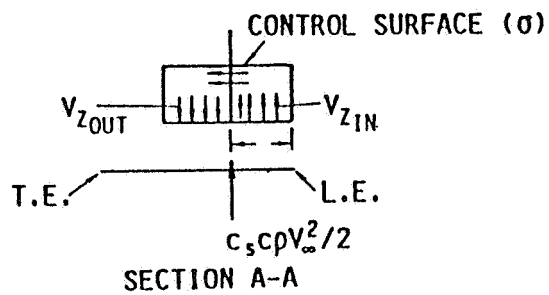 CONTROL SURFACE (σ)
V_Z_OUT
V_Z_IN
T.E.
L.E.
c_s cρV_∞^2/2
SECTION A-A